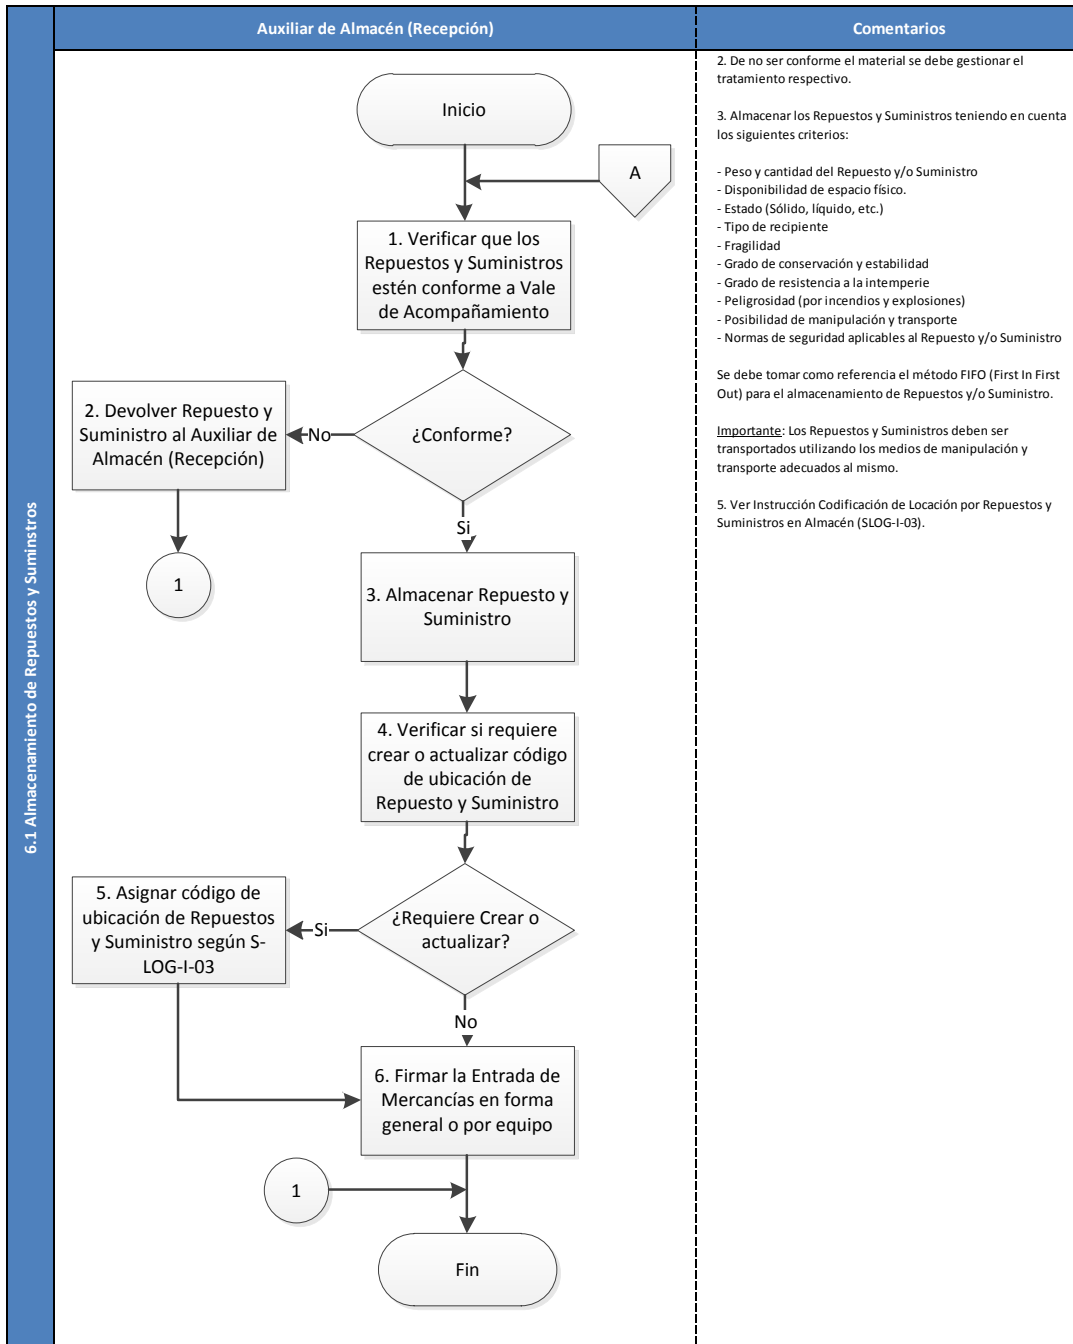 Auxiliar de Almacén (Recepción)
Comentarios
6.1 Almacenamiento de Repuestos y Suminstros
Inicio
A
1. Verificar que los
Repuestos y Suministros
estén conforme a Vale
de Acompañamiento
¿Conforme?
No
2. Devolver Repuesto y
Suministro al Auxiliar de
Almacén (Recepción)
1
Si
3. Almacenar Repuesto y
Suministro
4. Verificar si requiere
crear o actualizar código
de ubicación de
Repuesto y Suministro
¿Requiere Crear o
actualizar?
Si
5. Asignar código de
ubicación de Repuestos
y Suministro según S-
LOG-I-03
No
6. Firmar la Entrada de
Mercancías en forma
general o por equipo
1
Fin
2. De no ser conforme el material se debe gestionar el
tratamiento respectivo.
3. Almacenar los Repuestos y Suministros teniendo en cuenta
los siguientes criterios:
- Peso y cantidad del Repuesto y/o Suministro
- Disponibilidad de espacio físico.
- Estado (Sólido, líquido, etc.)
- Tipo de recipiente
- Fragilidad
- Grado de conservación y estabilidad
- Grado de resistencia a la intemperie
- Peligrosidad (por incendios y explosiones)
- Posibilidad de manipulación y transporte
- Normas de seguridad aplicables al Repuesto y/o Suministro
Se debe tomar como referencia el método FIFO (First In First
Out) para el almacenamiento de Repuestos y/o Suministro.
Importante: Los Repuestos y Suministros deben ser
transportados utilizando los medios de manipulación y
transporte adecuados al mismo.
5. Ver Instrucción Codificación de Locación por Repuestos y
Suministros en Almacén (SLOG-I-03).